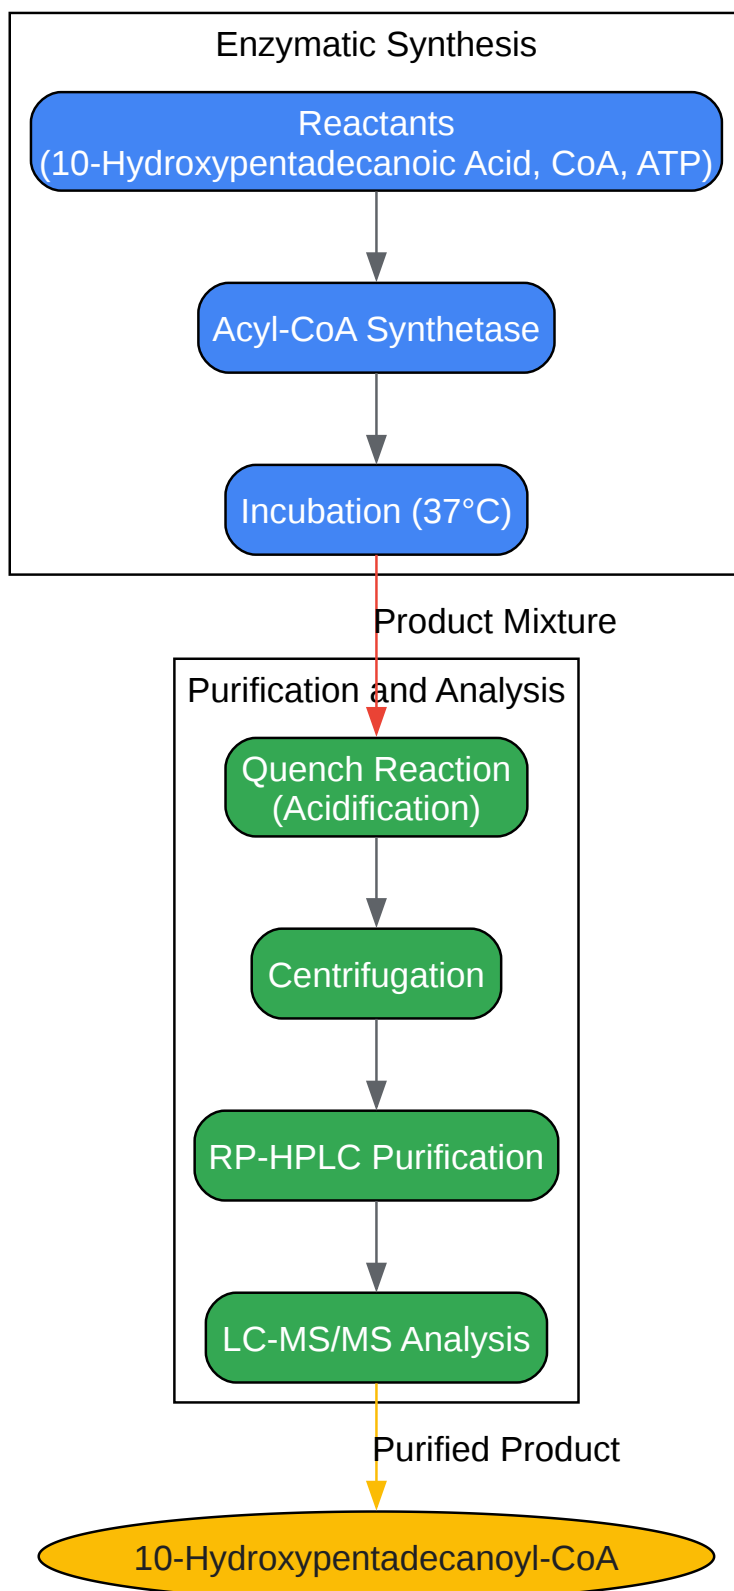 Enzymatic Synthesis
Reactants
(10-Hydroxypentadecanoic Acid, CoA, ATP)
Acyl-CoA Synthetase
Incubation (37°C)
Product Mixture
Purification and Analysis
Quench Reaction
(Acidification)
Centrifugation
RP-HPLC Purification
LC-MS/MS Analysis
Purified Product
10-Hydroxypentadecanoyl-CoA